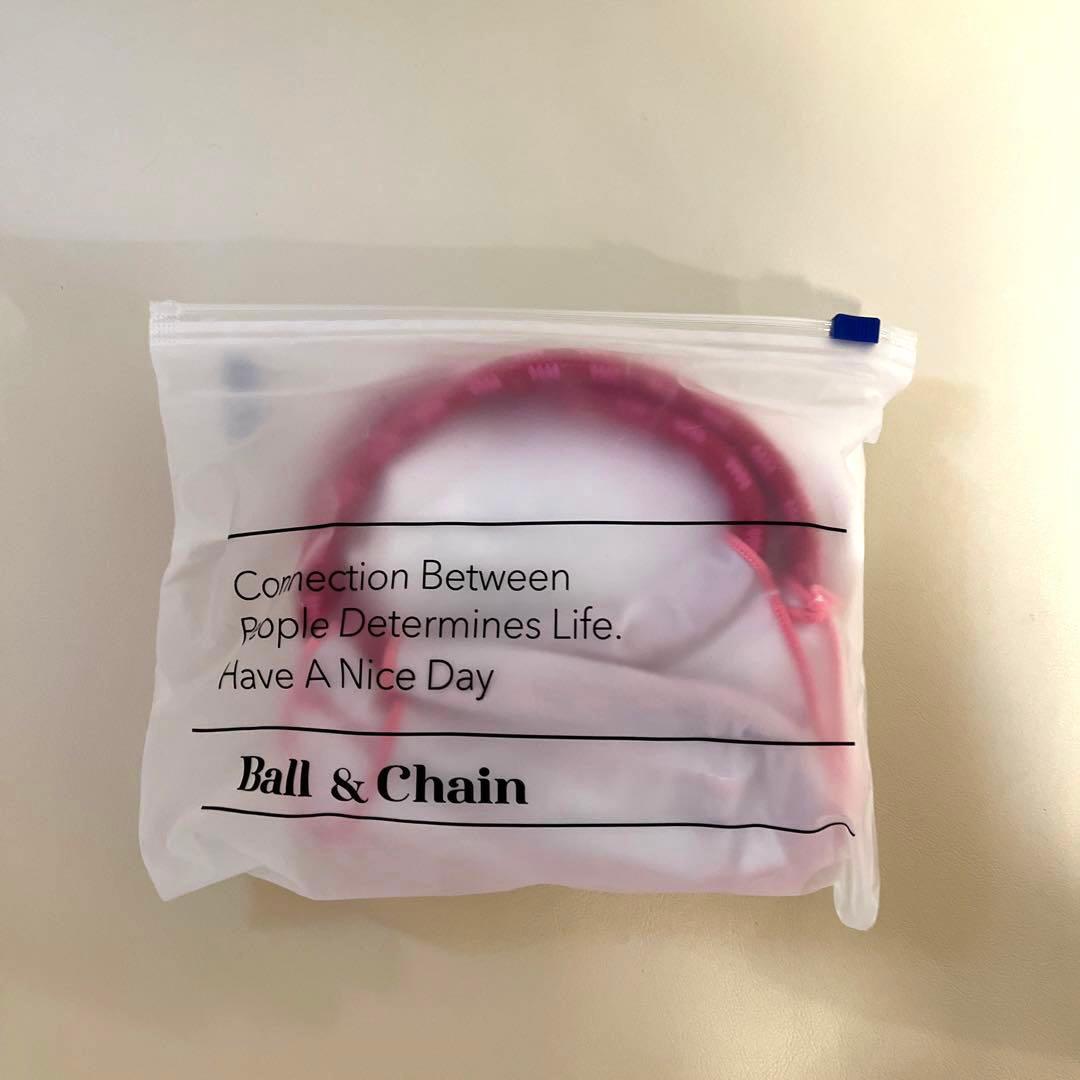 Connection Between
People Determines Life.
Have A Nice Day
Ball & Chain